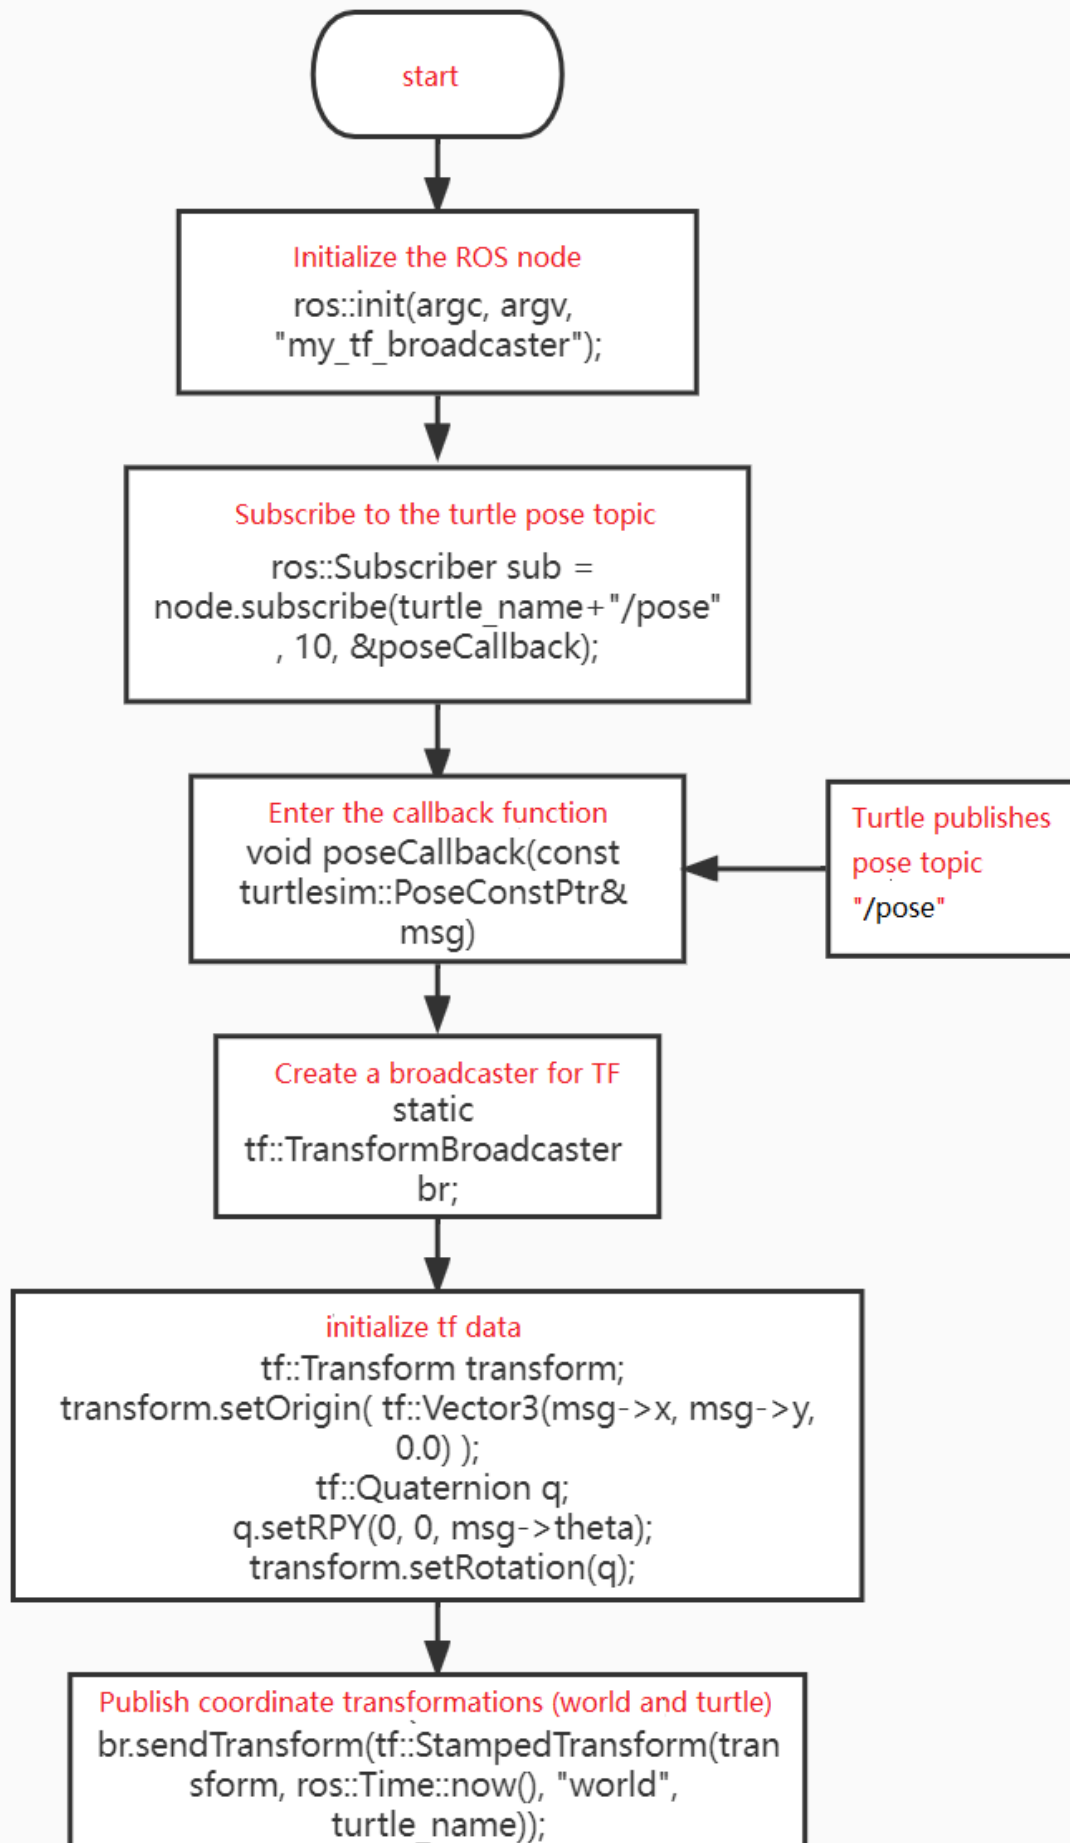 start
Initialize the ROS node
ros::init(argc, argv,
"my_tf_broadcaster");
Subscribe to the turtle pose topic
ros::Subscriber sub =
node.subscribe(turtle_name+"/pose"
, 10, &poseCallback);
Enter the callback function
void poseCallback(const
turtlesim::PoseConstPtr&
msg)
Turtle publishes
pose topic
"/pose"
Create a broadcaster for TF
static
tf::TransformBroadcaster
br;
initialize tf data
tf::Transform transform;
transform.setOrigin( tf::Vector3(msg->x, msg->y,
0.0) );
tf::Quaternion q;
q.setRPY(0, 0, msg->theta);
transform.setRotation(q);
Publish coordinate transformations (world and turtle)
br.sendTransform(tf::StampedTransform(tran
sform, ros::Time::now(), "world",
turtle_name));